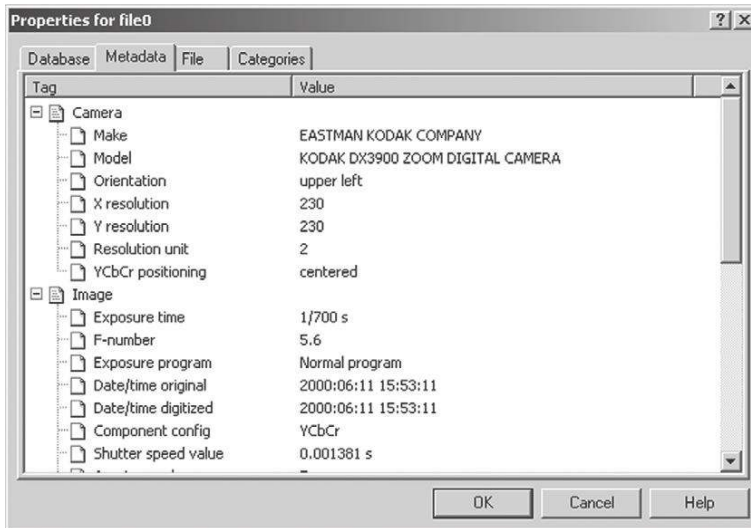 Properties for file0
Database Metadata File Categories
Tag Value
Camera
Make EASTMAN KODAK COMPANY
Model KODAK DX3900 ZOOM DIGITAL CAMERA
Orientation upper left
X resolution 230
Y resolution 230
Resolution unit 2
YCbCr positioning centered
Image
Exposure time 1/700 s
F-number 5.6
Exposure program Normal program
Date/time original 2000:06:11 15:53:11
Date/time digitized 2000:06:11 15:53:11
Component config YCbCr
Shutter speed value 0.001381 s
OK Cancel Help